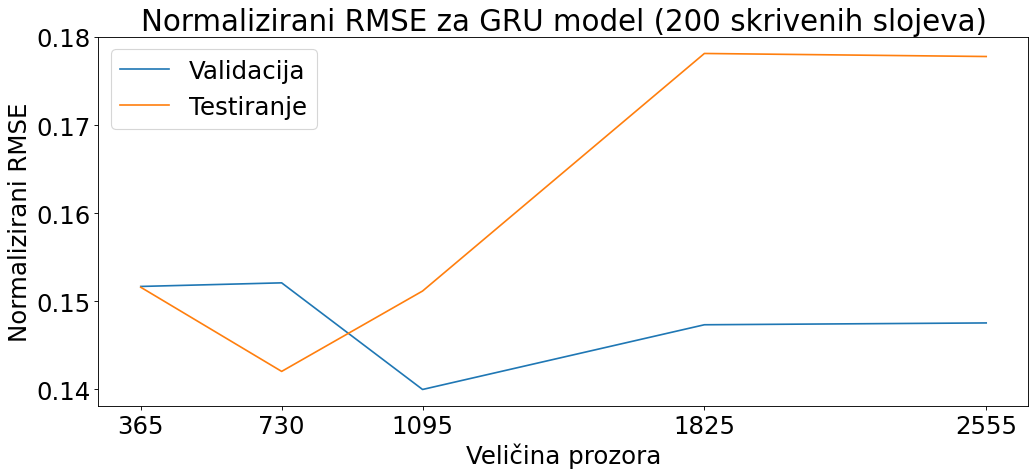 Normalizirani RMSE za GRU model (200 skrivenih slojeva)
Validacija
Testiranje
Normalizirani RMSE
0.18
0.17
0.16
0.15
0.14
365 730 1095 1825 2555
Veličina prozora